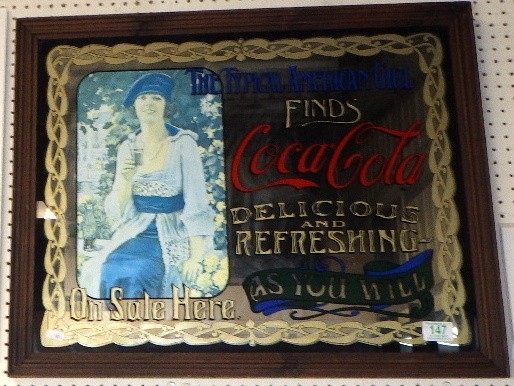 THE TYPICAL AMERICAN GIRL
FINDS
Coca-Cola
DELICIOUS
AND
REFRESHING-
AS YOU WILL
On Sale Here.
147